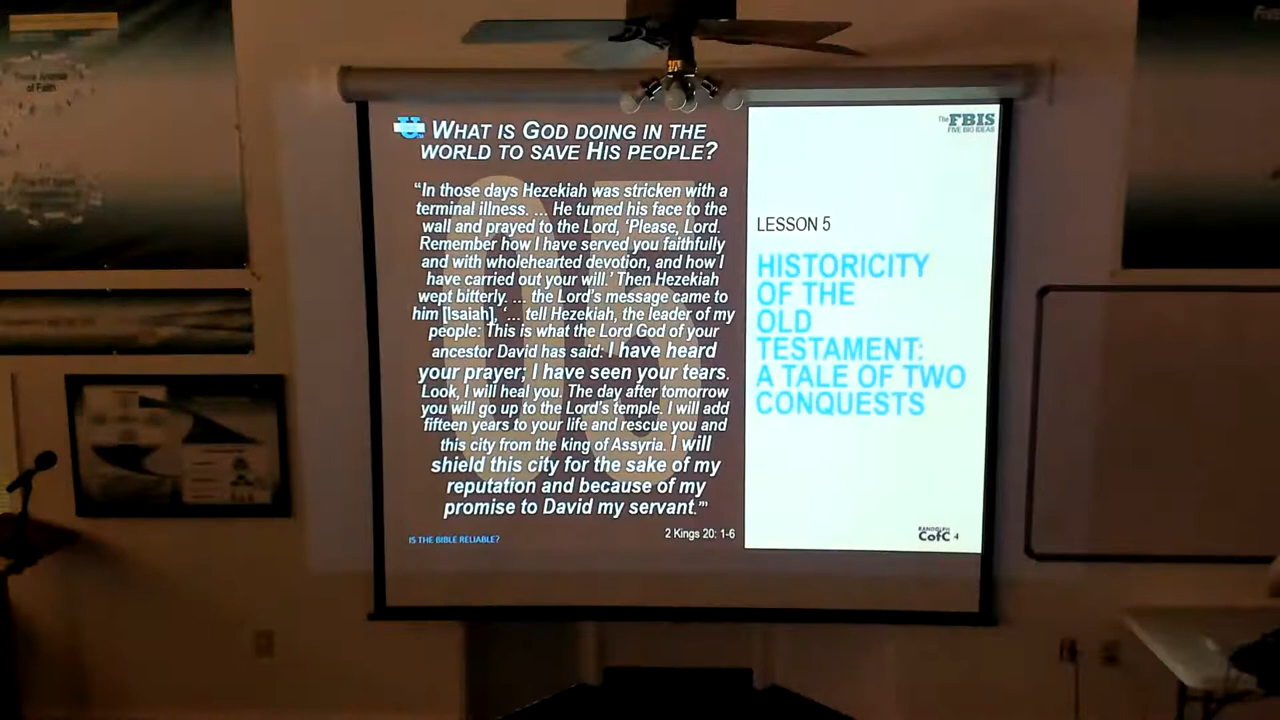 of Faith
WHAT IS GOD DOING IN THE
WORLD TO SAVE HIS PEOPLE?
“In those days Hezekiah was stricken with a
terminal illness. ... He turned his face to the
wall and prayed to the Lord, ‘Please, Lord.
Remember how I have served you faithfully
and with wholehearted devotion, and how I
have carried out your will.’ Then Hezekiah
wept bitterly. ... the Lord’s message came to
him [Isaiah], ‘... tell Hezekiah, the leader of my
people: This is what the Lord God of your
ancestor David has said: I have heard
your prayer; I have seen your tears.
Look, I will heal you. The day after tomorrow
you will go up to the Lord’s temple. I will add
fifteen years to your life and rescue you and
this city from the king of Assyria. I will
shield this city for the sake of my
reputation and because of my
promise to David my servant.’”
2 Kings 20: 1-6
IS THE BIBLE RELIABLE?
05
The FBIS
FIVE BIG IDEAS
LESSON 5
HISTORICITY
OF THE
OLD
TESTAMENT:
A TALE OF TWO
CONQUESTS
RANDOLPH
CofC 4